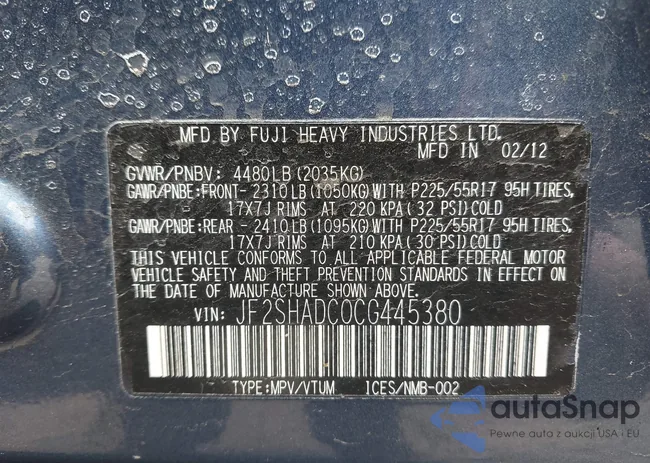 MFD. BY FUJI HEAVY INDUSTRIES LTD.
MFD IN 02/12
GVWR/PNBV: 4480LB (2035KG)
GAWR/PNBE:FRONT- 2310 LB(1050KG)WITH P225/55R17 95H TIRES,
17X7J RIMS AT 220 KPA(32 PSI)COLD
GAWR/PNBE:REAR - 2410 LB(1095KG)WITH P225/55R17 95H TIRES,
17X7J RIMS AT 210 KPA(30 PSI)COLD
THIS VEHICLE CONFORMS TO ALL APPLICABLE FEDERAL MOTOR
VEHICLE SAFETY AND THEFT PREVENTION STANDARDS IN EFFECT ON
THE DATE OF MANUFACTURE SHOWN ABOVE.
VIN: JF2SHADC0CG445380
TYPE:MPV/VTUM ICES/NMB-002
autoSnap
Pewne auto z aukcji USA - EU